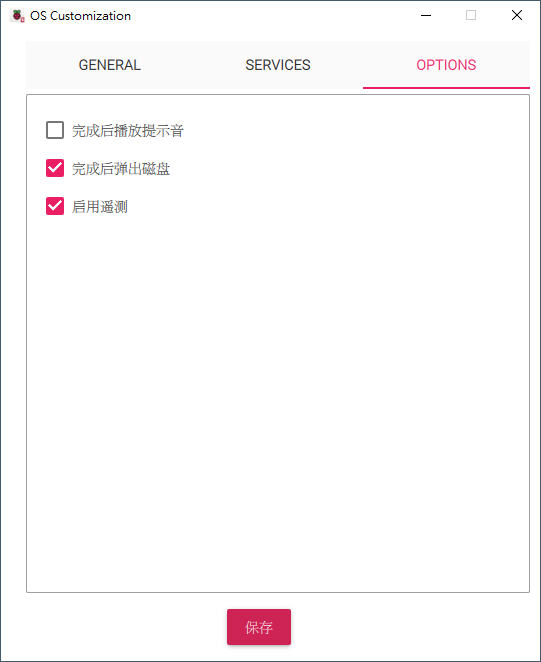 OS Customization
GENERAL
SERVICES
OPTIONS
完成后播放提示音
完成后弹出磁盘
启用遥测
保存